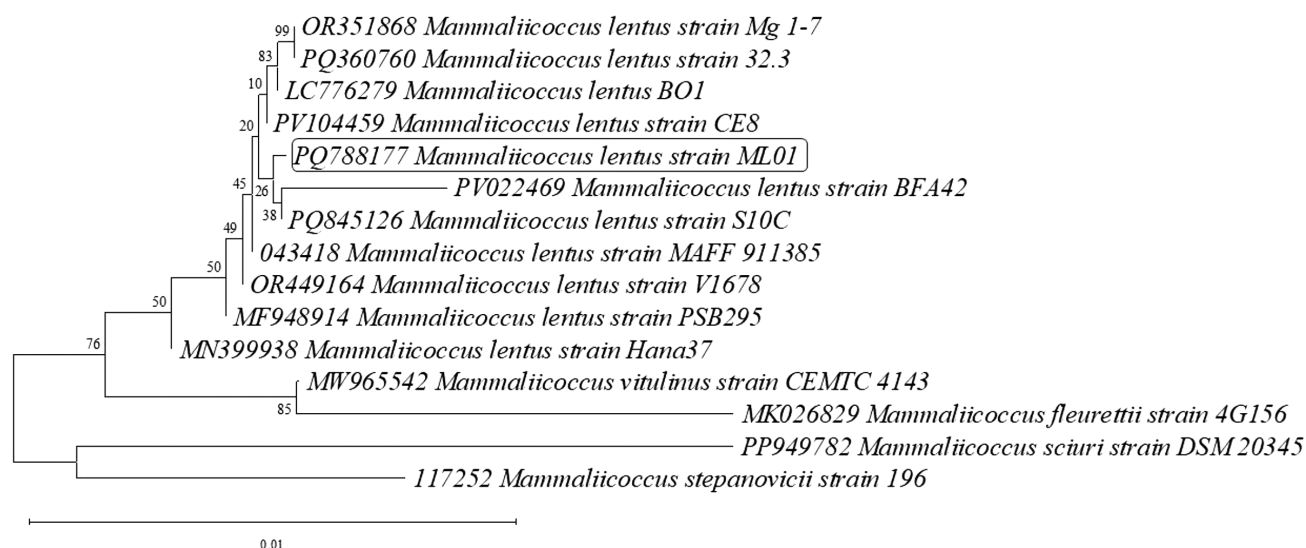 99
OR351868 Mammaliicoccus lentus strain Mg 1-7
83
PQ360760 Mammaliicoccus lentus strain 32.3
10
LC776279 Mammaliicoccus lentus BO1
20
PV104459 Mammaliicoccus lentus strain CE8
PQ788177 Mammaliicoccus lentus strain ML01
45
26
PV022469 Mammaliicoccus lentus strain BFA42
38
PQ845126 Mammaliicoccus lentus strain S10C
49
043418 Mammaliicoccus lentus strain MAFF 911385
50
OR449164 Mammaliicoccus lentus strain V1678
MF948914 Mammaliicoccus lentus strain PSB295
50
76
MN399938 Mammaliicoccus lentus strain Hana37
MW965542 Mammaliicoccus vitulinus strain CEMTC 4143
85
MK026829 Mammaliicoccus fleurettii strain 4G156
PP949782 Mammaliicoccus sciuri strain DSM 20345
117252 Mammaliicoccus stepanovicii strain 196
0.01